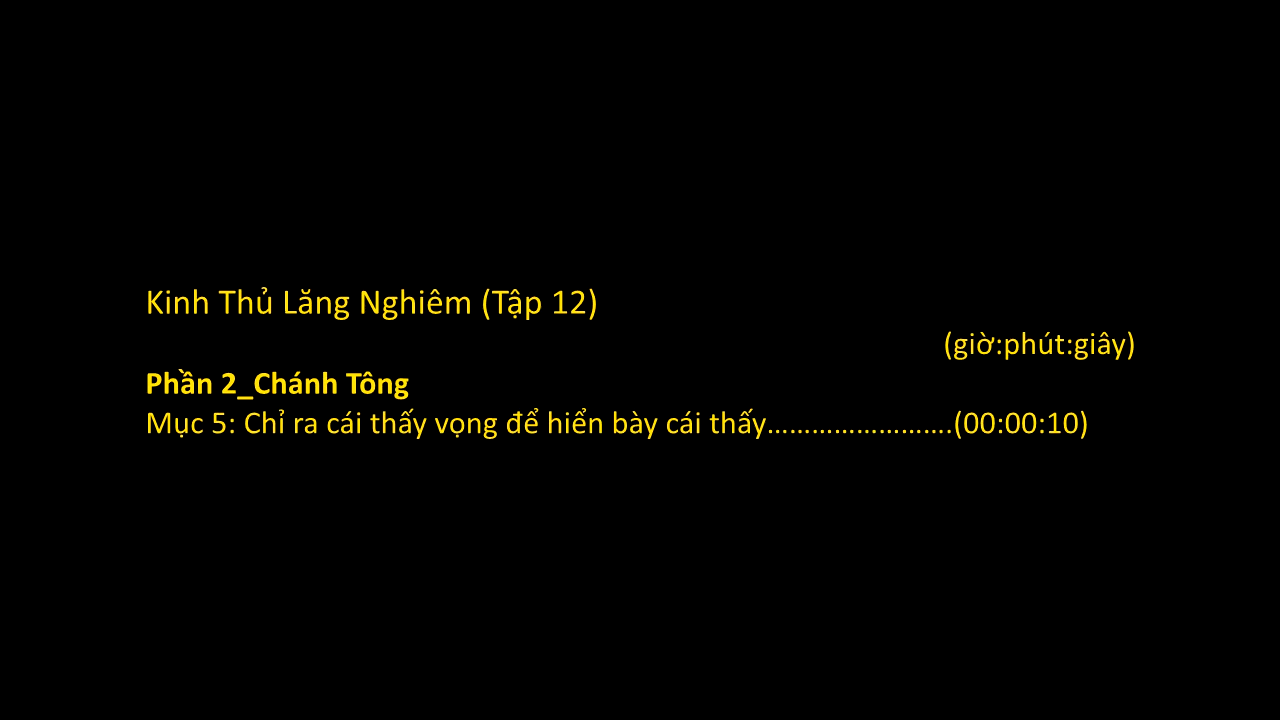 Kinh Thủ Lăng Nghiêm (Tập 12)
(giờ:phút:giây)
Phần 2_Chánh Tông
Mục 5: Chỉ ra cái thấy vọng để hiển bày cái thấy…………………….(00:00:10)